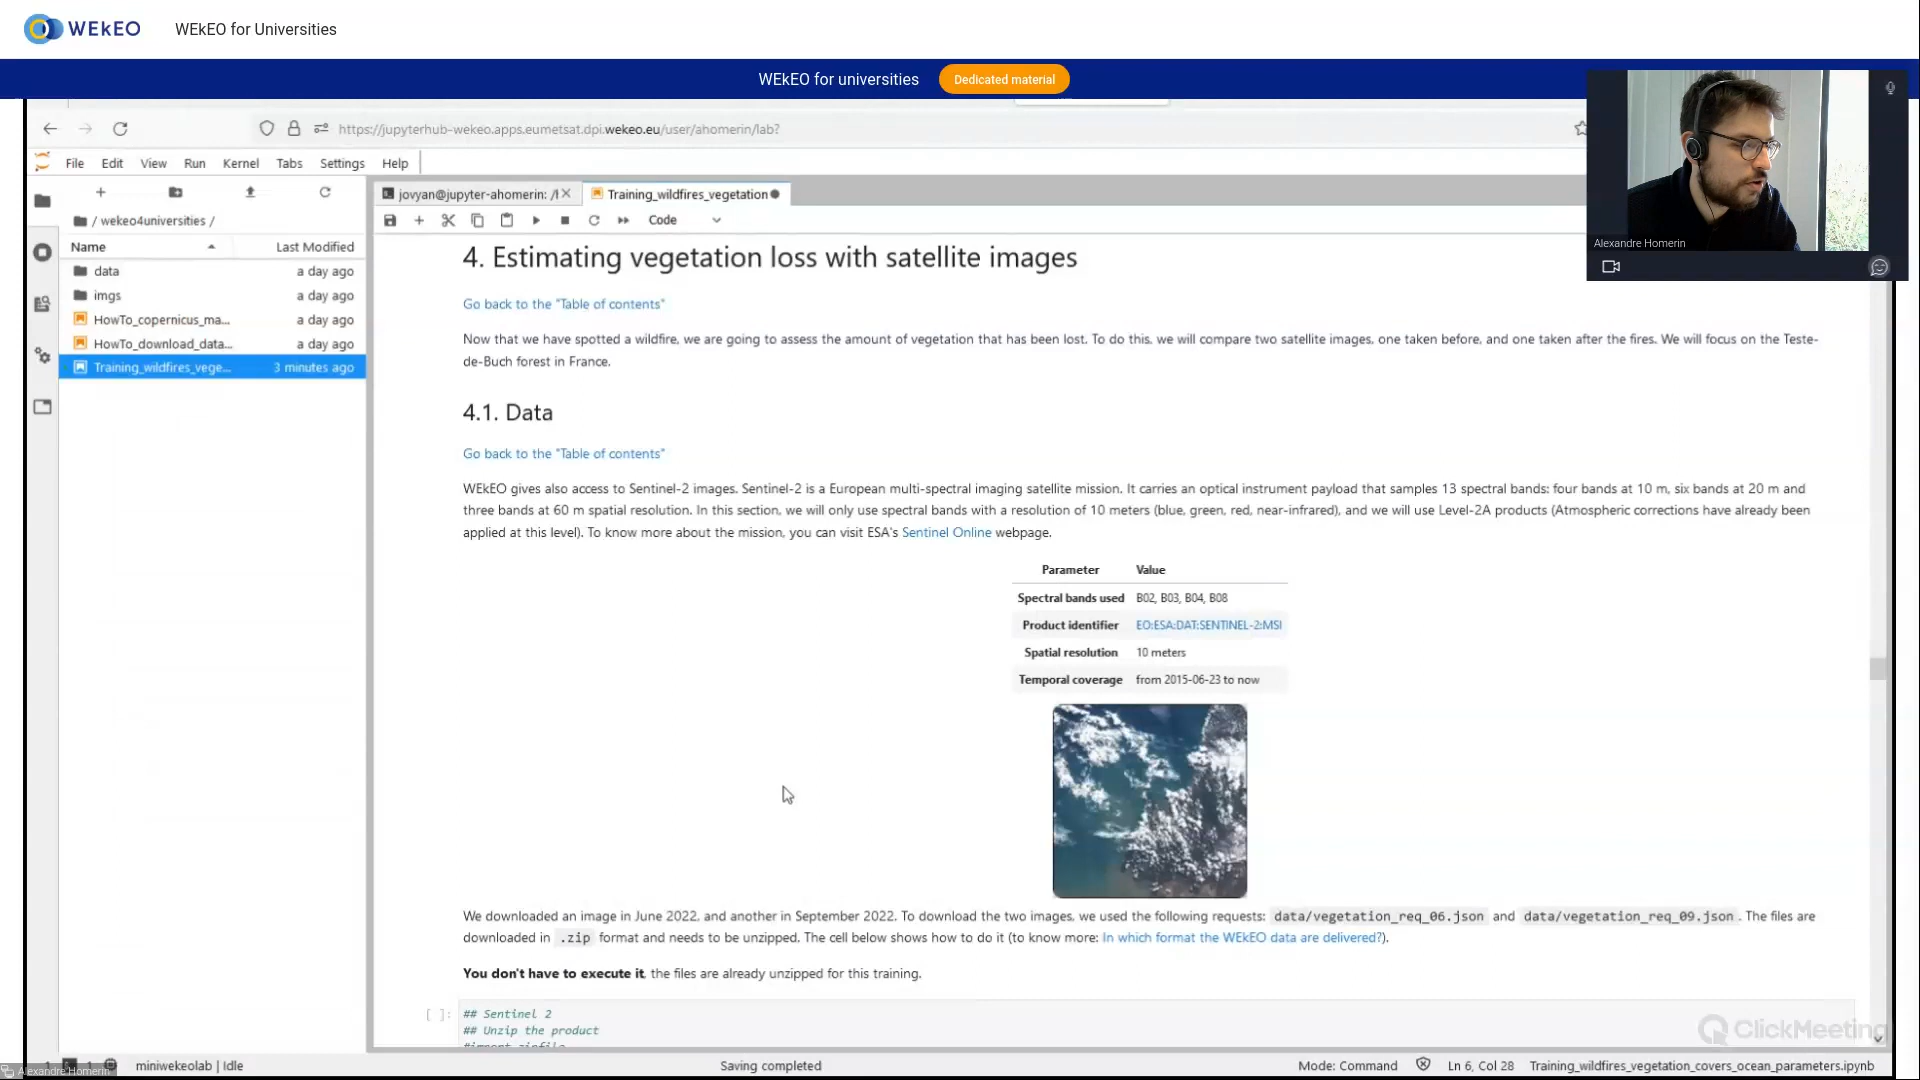 WEkEO
WEkEO for Universities
WEkEO for universities
Dedicated material
Alexandre Homerin
https://jupyterhub-wekeo.apps.eumetsat.dpi.wekeo.eu/user/ahomerin/lab?
File Edit View Run Kernel Tabs Settings Help
jovyan@jupyter-ahomerin: /
Training_wildfires_vegetation
Code
/ wekeo4universities /
Name Last Modified
data a day ago
imgs a day ago
HowTo_copernicus_ma... a day ago
HowTo_download_data... a day ago
Training_wildfires_vege... 3 minutes ago
4. Estimating vegetation loss with satellite images
Go back to the "Table of contents"
Now that we have spotted a wildfire, we are going to assess the amount of vegetation that has been lost. To do this, we will compare two satellite images, one taken before, and one taken after the fires. We will focus on the Teste-
de-Buch forest in France.
4.1. Data
Go back to the "Table of contents"
WEkEO gives also access to Sentinel-2 images. Sentinel-2 is a European multi-spectral imaging satellite mission. It carries an optical instrument payload that samples 13 spectral bands: four bands at 10 m, six bands at 20 m and
three bands at 60 m spatial resolution. In this section, we will only use spectral bands with a resolution of 10 meters (blue, green, red, near-infrared), and we will use Level-2A products (Atmospheric corrections have already been
applied at this level). To know more about the mission, you can visit ESA's Sentinel Online webpage.
Parameter Value
Spectral bands used B02, B03, B04, B08
Product identifier EO:ESA:DAT:SENTINEL-2:MSI
Spatial resolution 10 meters
Temporal coverage from 2015-06-23 to now
We downloaded an image in June 2022, and another in September 2022. To download the two images, we used the following requests: data/vegetation_req_06.json and data/vegetation_req_09.json. The files are
downloaded in .zip format and needs to be unzipped. The cell below shows how to do it (to know more: In which format the WEkEO data are delivered?).
You don't have to execute it, the files are already unzipped for this training.
[ ]:
## Sentinel 2
## Unzip the product
#import zipfile
ClickMeeting
miniwekeolab | Idle
Saving completed
Mode: Command
Ln 6, Col 28
Training_wildfires_vegetation_covers_ocean_parameters.ipynb
Alexandre Homerin